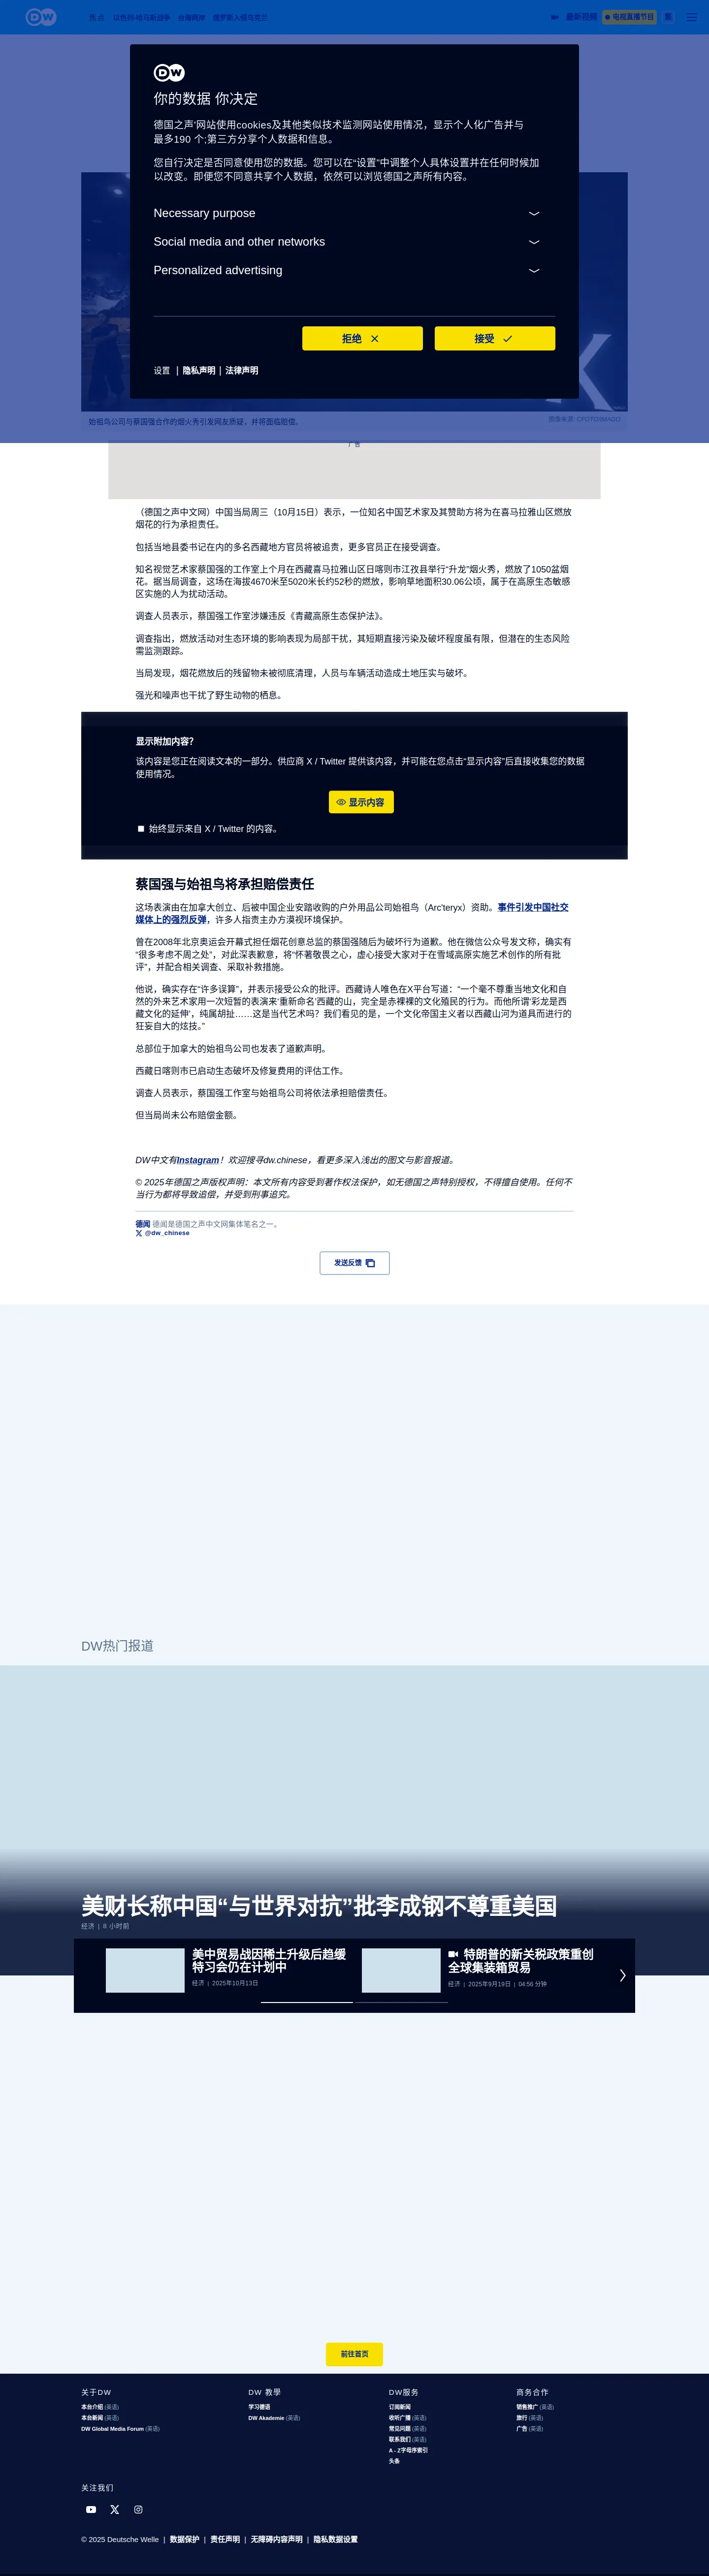 DW
焦点 以色列-哈马斯战争 台海两岸 俄罗斯入侵乌克兰
最新视频 电视直播节目
DW
你的数据 你决定
德国之声'网站使用cookies及其他类似技术监测网站使用情况，显示个人化广告并与
最多190 个;第三方分享个人数据和信息。
您自行决定是否同意使用您的数据。您可以在“设置”中调整个人具体设置并在任何时候加
以改变。即便您不同意共享个人数据，依然可以浏览德国之声所有内容。
Necessary purpose
Social media and other networks
Personalized advertising
拒绝
接受
设置 | 隐私声明 | 法律声明
始祖鸟公司与蔡国强合作的烟火秀引发网友质疑，并将面临赔偿。
图像来源: CFOTO/IMAGO
广告
（德国之声中文网）中国当局周三（10月15日）表示，一位知名中国艺术家及其赞助方将为在喜马拉雅山区燃放
烟花的行为承担责任。
包括当地县委书记在内的多名西藏地方官员将被追责，更多官员正在接受调查。
知名视觉艺术家蔡国强的工作室上个月在西藏喜马拉雅山区日喀则市江孜县举行“升龙”烟火秀，燃放了1050盆烟
花。据当局调查，这场在海拔4670米至5020米长约52秒的燃放，影响草地面积30.06公顷，属于在高原生态敏感
区实施的人为扰动活动。
调查人员表示，蔡国强工作室涉嫌违反《青藏高原生态保护法》。
调查指出，燃放活动对生态环境的影响表现为局部干扰，其短期直接污染及破坏程度虽有限，但潜在的生态风险
需监测跟踪。
当局发现，烟花燃放后的残留物未被彻底清理，人员与车辆活动造成土地压实与破坏。
强光和噪声也干扰了野生动物的栖息。
显示附加内容?
该内容是您正在阅读文本的一部分。供应商 X / Twitter 提供该内容，并可能在您点击“显示内容”后直接收集您的数据
使用情况。
显示内容
始终显示来自 X / Twitter 的内容。
蔡国强与始祖鸟将承担赔偿责任
这场表演由在加拿大创立、后被中国企业安踏收购的户外用品公司始祖鸟（Arc'teryx）资助。事件引发中国社交
媒体上的强烈反弹，许多人指责主办方漠视环境保护。
曾在2008年北京奥运会开幕式担任烟花创意总监的蔡国强随后为破坏行为道歉。他在微信公众号发文称，确实有
“很多考虑不周之处”，对此深表歉意，将“怀著敬畏之心，虚心接受大家对于在雪域高原实施艺术创作的所有批
评”，并配合相关调查、采取补救措施。
他说，确实存在“许多误算”，并表示接受公众的批评。西藏诗人唯色在X平台写道：“一个毫不尊重当地文化和自
然的外来艺术家用一次短暂的表演来‘重新命名’西藏的山，完全是赤裸裸的文化殖民的行为。而他所谓‘彩龙是西
藏文化的延伸’，纯属胡扯……这是当代艺术吗？我们看见的是，一个文化帝国主义者以西藏山河为道具而进行的
狂妄自大的炫技。”
总部位于加拿大的始祖鸟公司也发表了道歉声明。
西藏日喀则市已启动生态破坏及修复费用的评估工作。
调查人员表示，蔡国强工作室与始祖鸟公司将依法承担赔偿责任。
但当局尚未公布赔偿金额。
DW中文有Instagram！欢迎搜寻dw.chinese，看更多深入浅出的图文与影音报道。
© 2025年德国之声版权声明：本文所有内容受到著作权法保护，如无德国之声特别授权，不得擅自使用。任何不
当行为都将导致追偿，并受到刑事追究。
德闻 德闻是德国之声中文网集体笔名之一。
@dw_chinese
发送反馈
DW热门报道
美财长称中国“与世界对抗”批李成钢不尊重美国
经济 | 8 小时前
美中贸易战因稀土升级后趋缓
特习会仍在计划中
经济 | 2025年10月13日
特朗普的新关税政策重创
全球集装箱贸易
经济 | 2025年9月19日 | 04:56 分钟
前往首页
关于DW
本台介绍 (英语)
本台新闻 (英语)
DW Global Media Forum (英语)
DW 教學
学习德语
DW Akademie (英语)
DW服务
订阅新闻
收听广播 (英语)
常见问题 (英语)
联系我们 (英语)
A - Z字母序索引
头条
商务合作
销售推广 (英语)
旅行 (英语)
广告 (英语)
关注我们
© 2025 Deutsche Welle | 数据保护 | 责任声明 | 无障碍内容声明 | 隐私数据设置